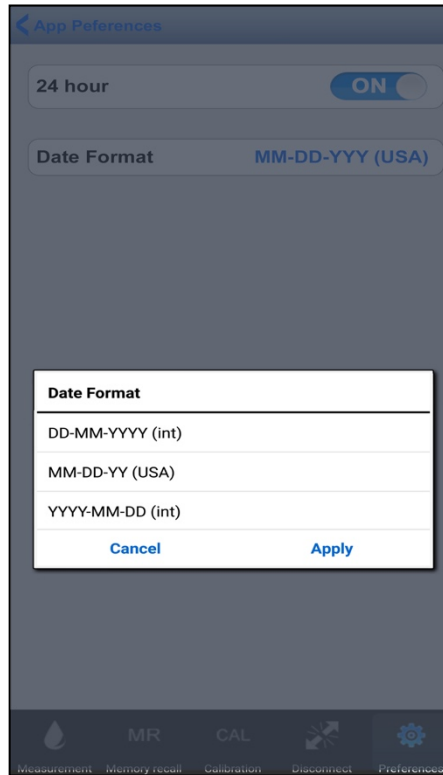 App Peferences
24 hour ON
Date Format MM-DD-YYY (USA)
Date Format
DD-MM-YYYY (int)
MM-DD-YY (USA)
YYYY-MM-DD (int)
Cancel Apply
MR CAL
Measurement Memory recall Calibration Disconnect Preferences